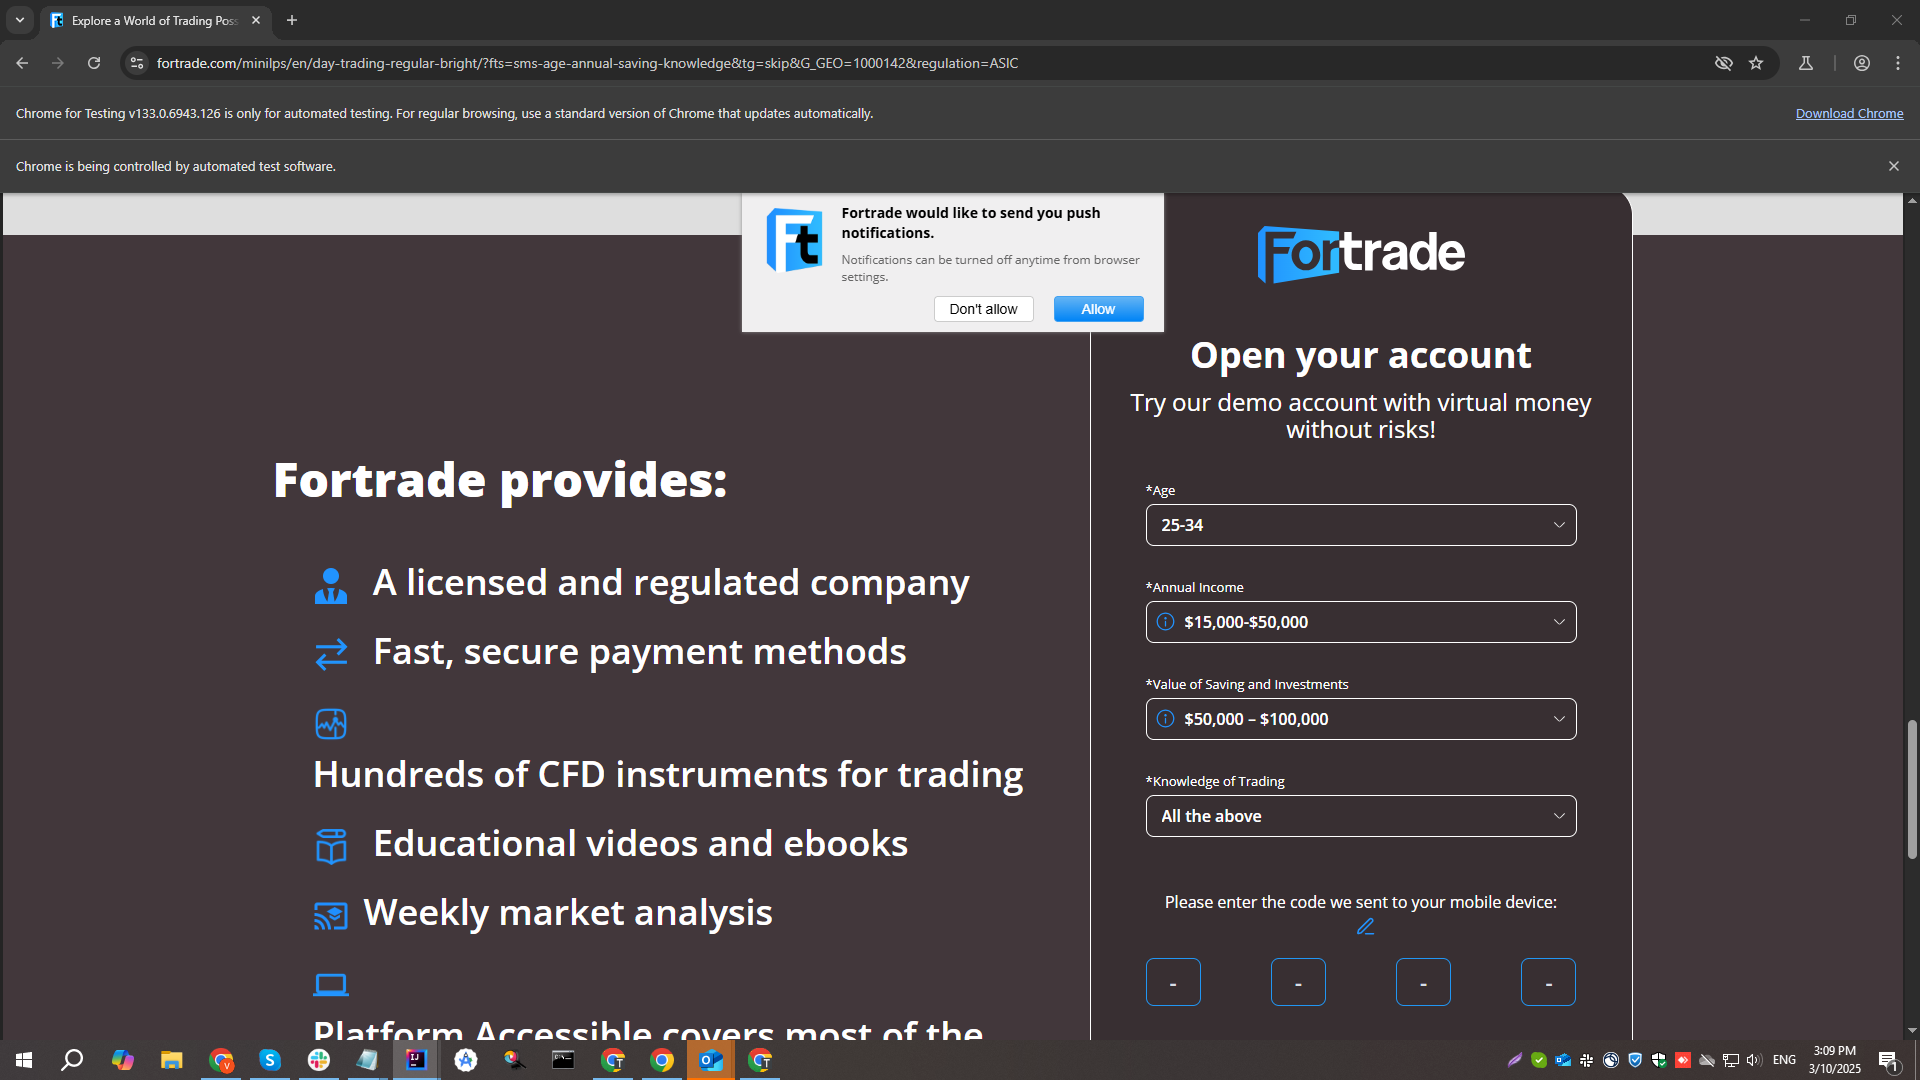 Explore a World of Trading Pos
fortrade.com/minilps/en/day-trading-regular-bright/?fts=sms-age-annual-saving-knowledge&tg=skip&G_GEO=1000142&regulation=ASIC
Chrome for Testing v133.0.6943.126 is only for automated testing. For regular browsing, use a standard version of Chrome that updates automatically.
Download Chrome
Chrome is being controlled by automated test software.
Ft
Fortrade would like to send you push
notifications.
Notifications can be turned off anytime from browser
settings.
Don't allow
Allow
Fortrade
Open your account
Try our demo account with virtual money
without risks!
*Age
25-34
*Annual Income
$15,000-$50,000
*Value of Saving and Investments
$50,000 – $100,000
*Knowledge of Trading
All the above
Please enter the code we sent to your mobile device:
- - - -
Fortrade provides:
A licensed and regulated company
Fast, secure payment methods
Hundreds of CFD instruments for trading
Educational videos and ebooks
Weekly market analysis
Platform Accessible covers most of the
ENG
3:09 PM
3/10/2025
1